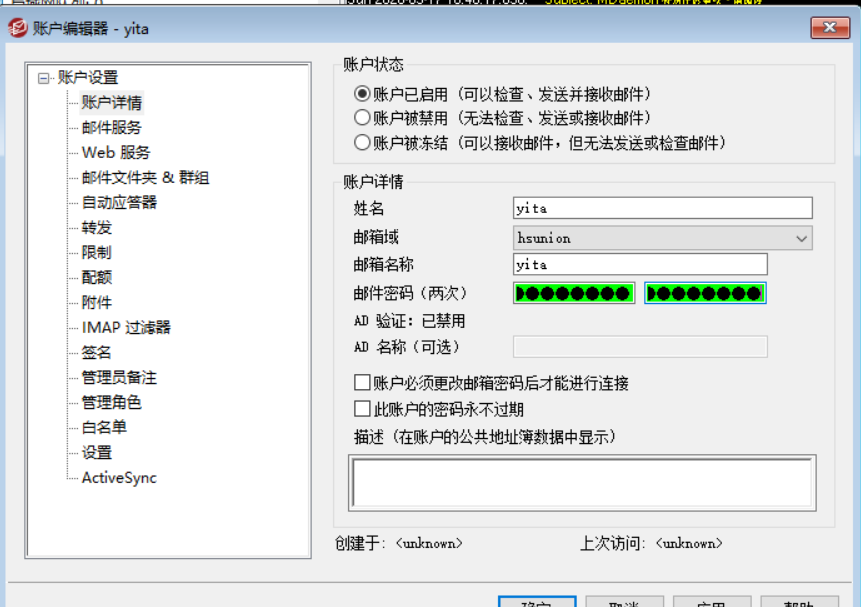 账户编辑器 - yita
账户设置
账户详情
邮件服务
Web 服务
邮件文件夹 & 群组
自动应答器
转发
限制
配额
附件
IMAP 过滤器
签名
管理员备注
管理角色
白名单
设置
ActiveSync
账户状态
账户已启用（可以检查、发送并接收邮件）
账户被禁用（无法检查、发送或接收邮件）
账户被冻结（可以接收邮件，但无法发送或检查邮件）
账户详情
姓名 yita
邮箱域 hsunion
邮箱名称 yita
邮件密码（两次）
AD 验证：已禁用
AD 名称（可选）
账户必须更改邮箱密码后才能进行连接
此账户的密码永不过期
描述（在账户的公共地址簿数据中显示）
创建于：<unknown> 上次访问：<unknown>
确定 取消 应用 帮助